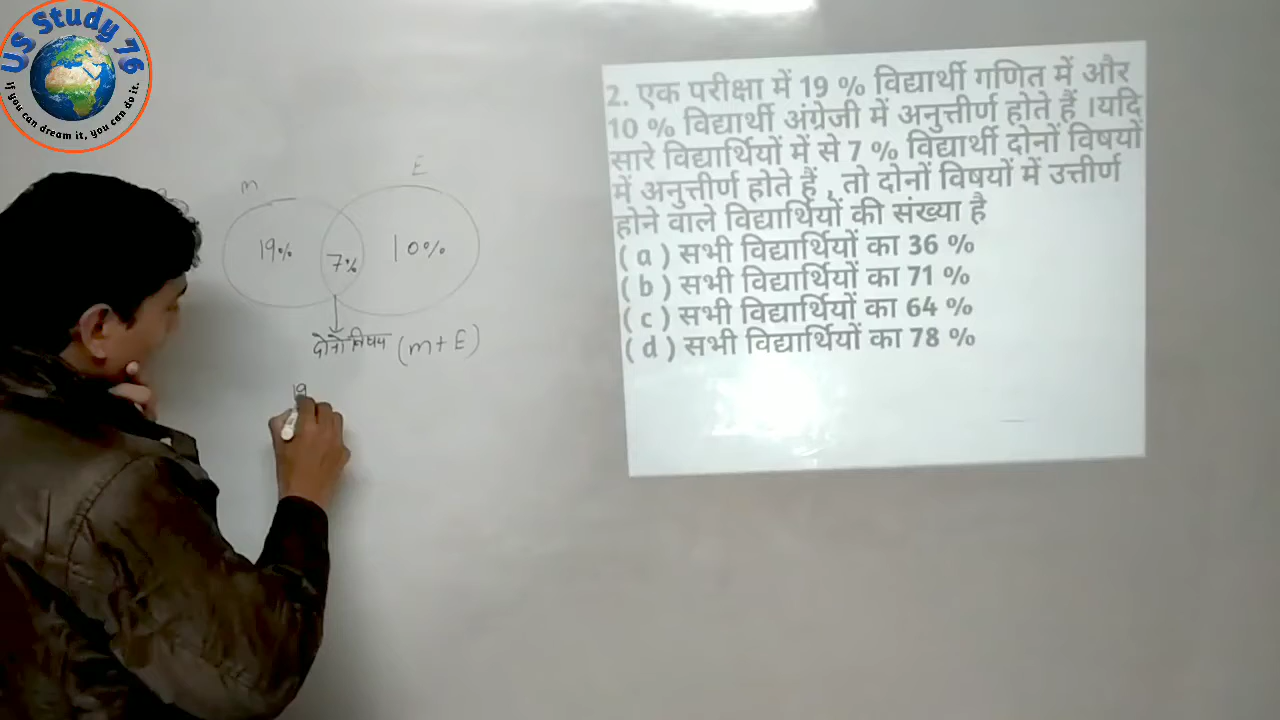 US Study 76
If you can dream it, you can do it.
2. एक परीक्षा में 19 % विद्यार्थी गणित में और
10 % विद्यार्थी अंग्रेजी में अनुत्तीर्ण होते हैं ।यदि
सारे विद्यार्थियों में से 7 % विद्यार्थी दोनों विषयों
में अनुत्तीर्ण होते हैं , तो दोनों विषयों में उत्तीर्ण
होने वाले विद्यार्थियों की संख्या है
( a ) सभी विद्यार्थियों का 36 %
( b ) सभी विद्यार्थियों का 71 %
( c ) सभी विद्यार्थियों का 64 %
( d ) सभी विद्यार्थियों का 78 %
m
E
19%
7%
10%
दोनो विषय (m+E)
19